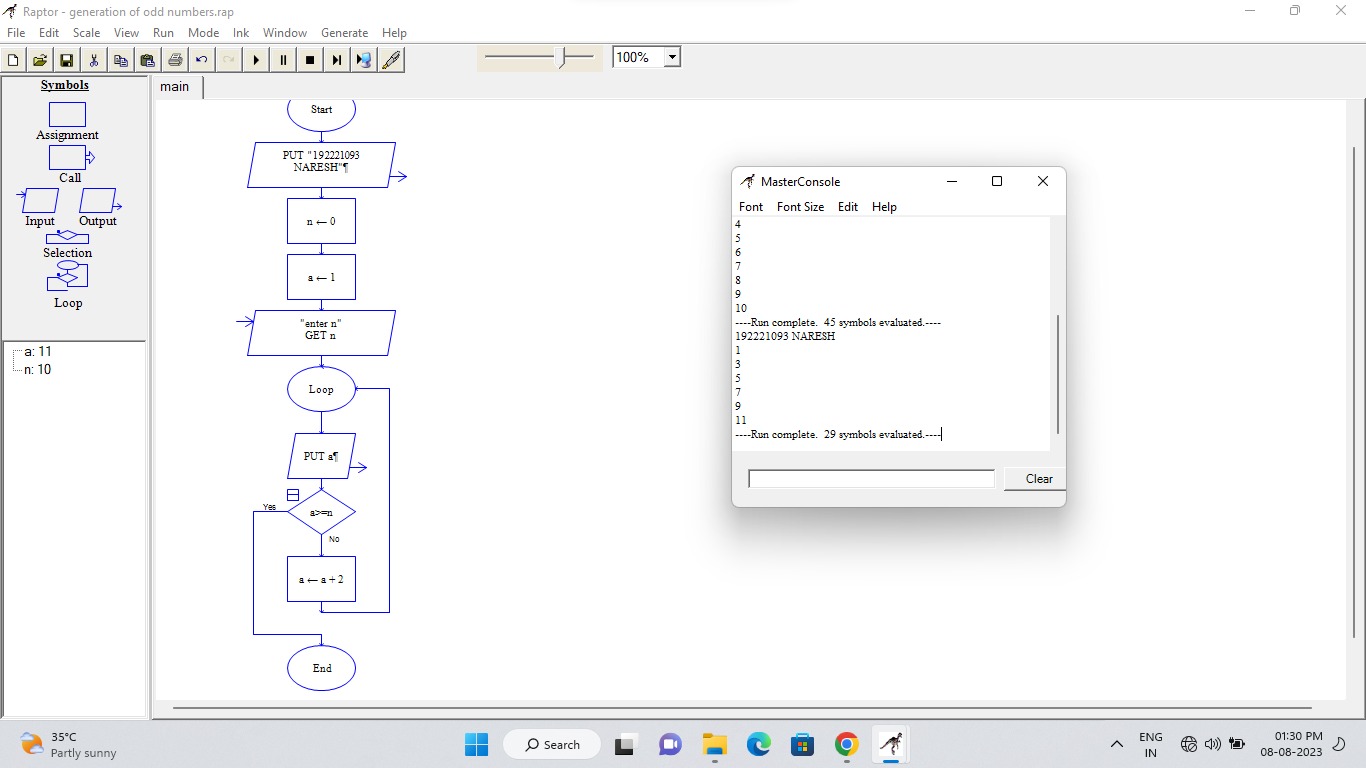 Raptor - generation of odd numbers.rap
File Edit Scale View Run Mode Ink Window Generate Help
100%
Symbols
Assignment
Call
Input Output
Selection
Loop
a: 11
n: 10
main
Start
PUT "192221093
NARESH"¶
n ← 0
a ← 1
"enter n"
GET n
Loop
PUT a¶
Yes
a>=n
No
a ← a + 2
End
MasterConsole
Font Font Size Edit Help
4
5
6
7
8
9
10
----Run complete.  45 symbols evaluated.----
192221093 NARESH
1
3
5
7
9
11
----Run complete.  29 symbols evaluated.----
Clear
35°C
Partly sunny
Search
ENG
IN
01:30 PM
08-08-2023